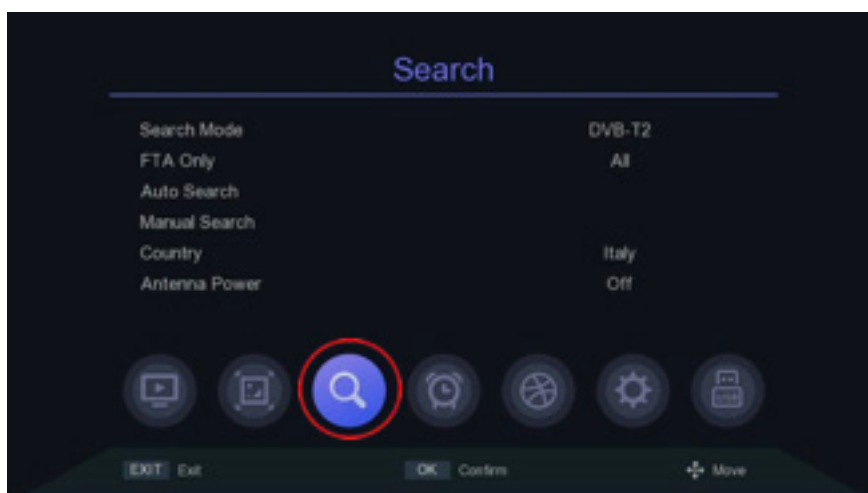 Search
Search Mode DVB-T2
FTA Only All
Auto Search
Manual Search
Country Italy
Antenna Power Off
USB
EXIT Exit OK Confirm Move